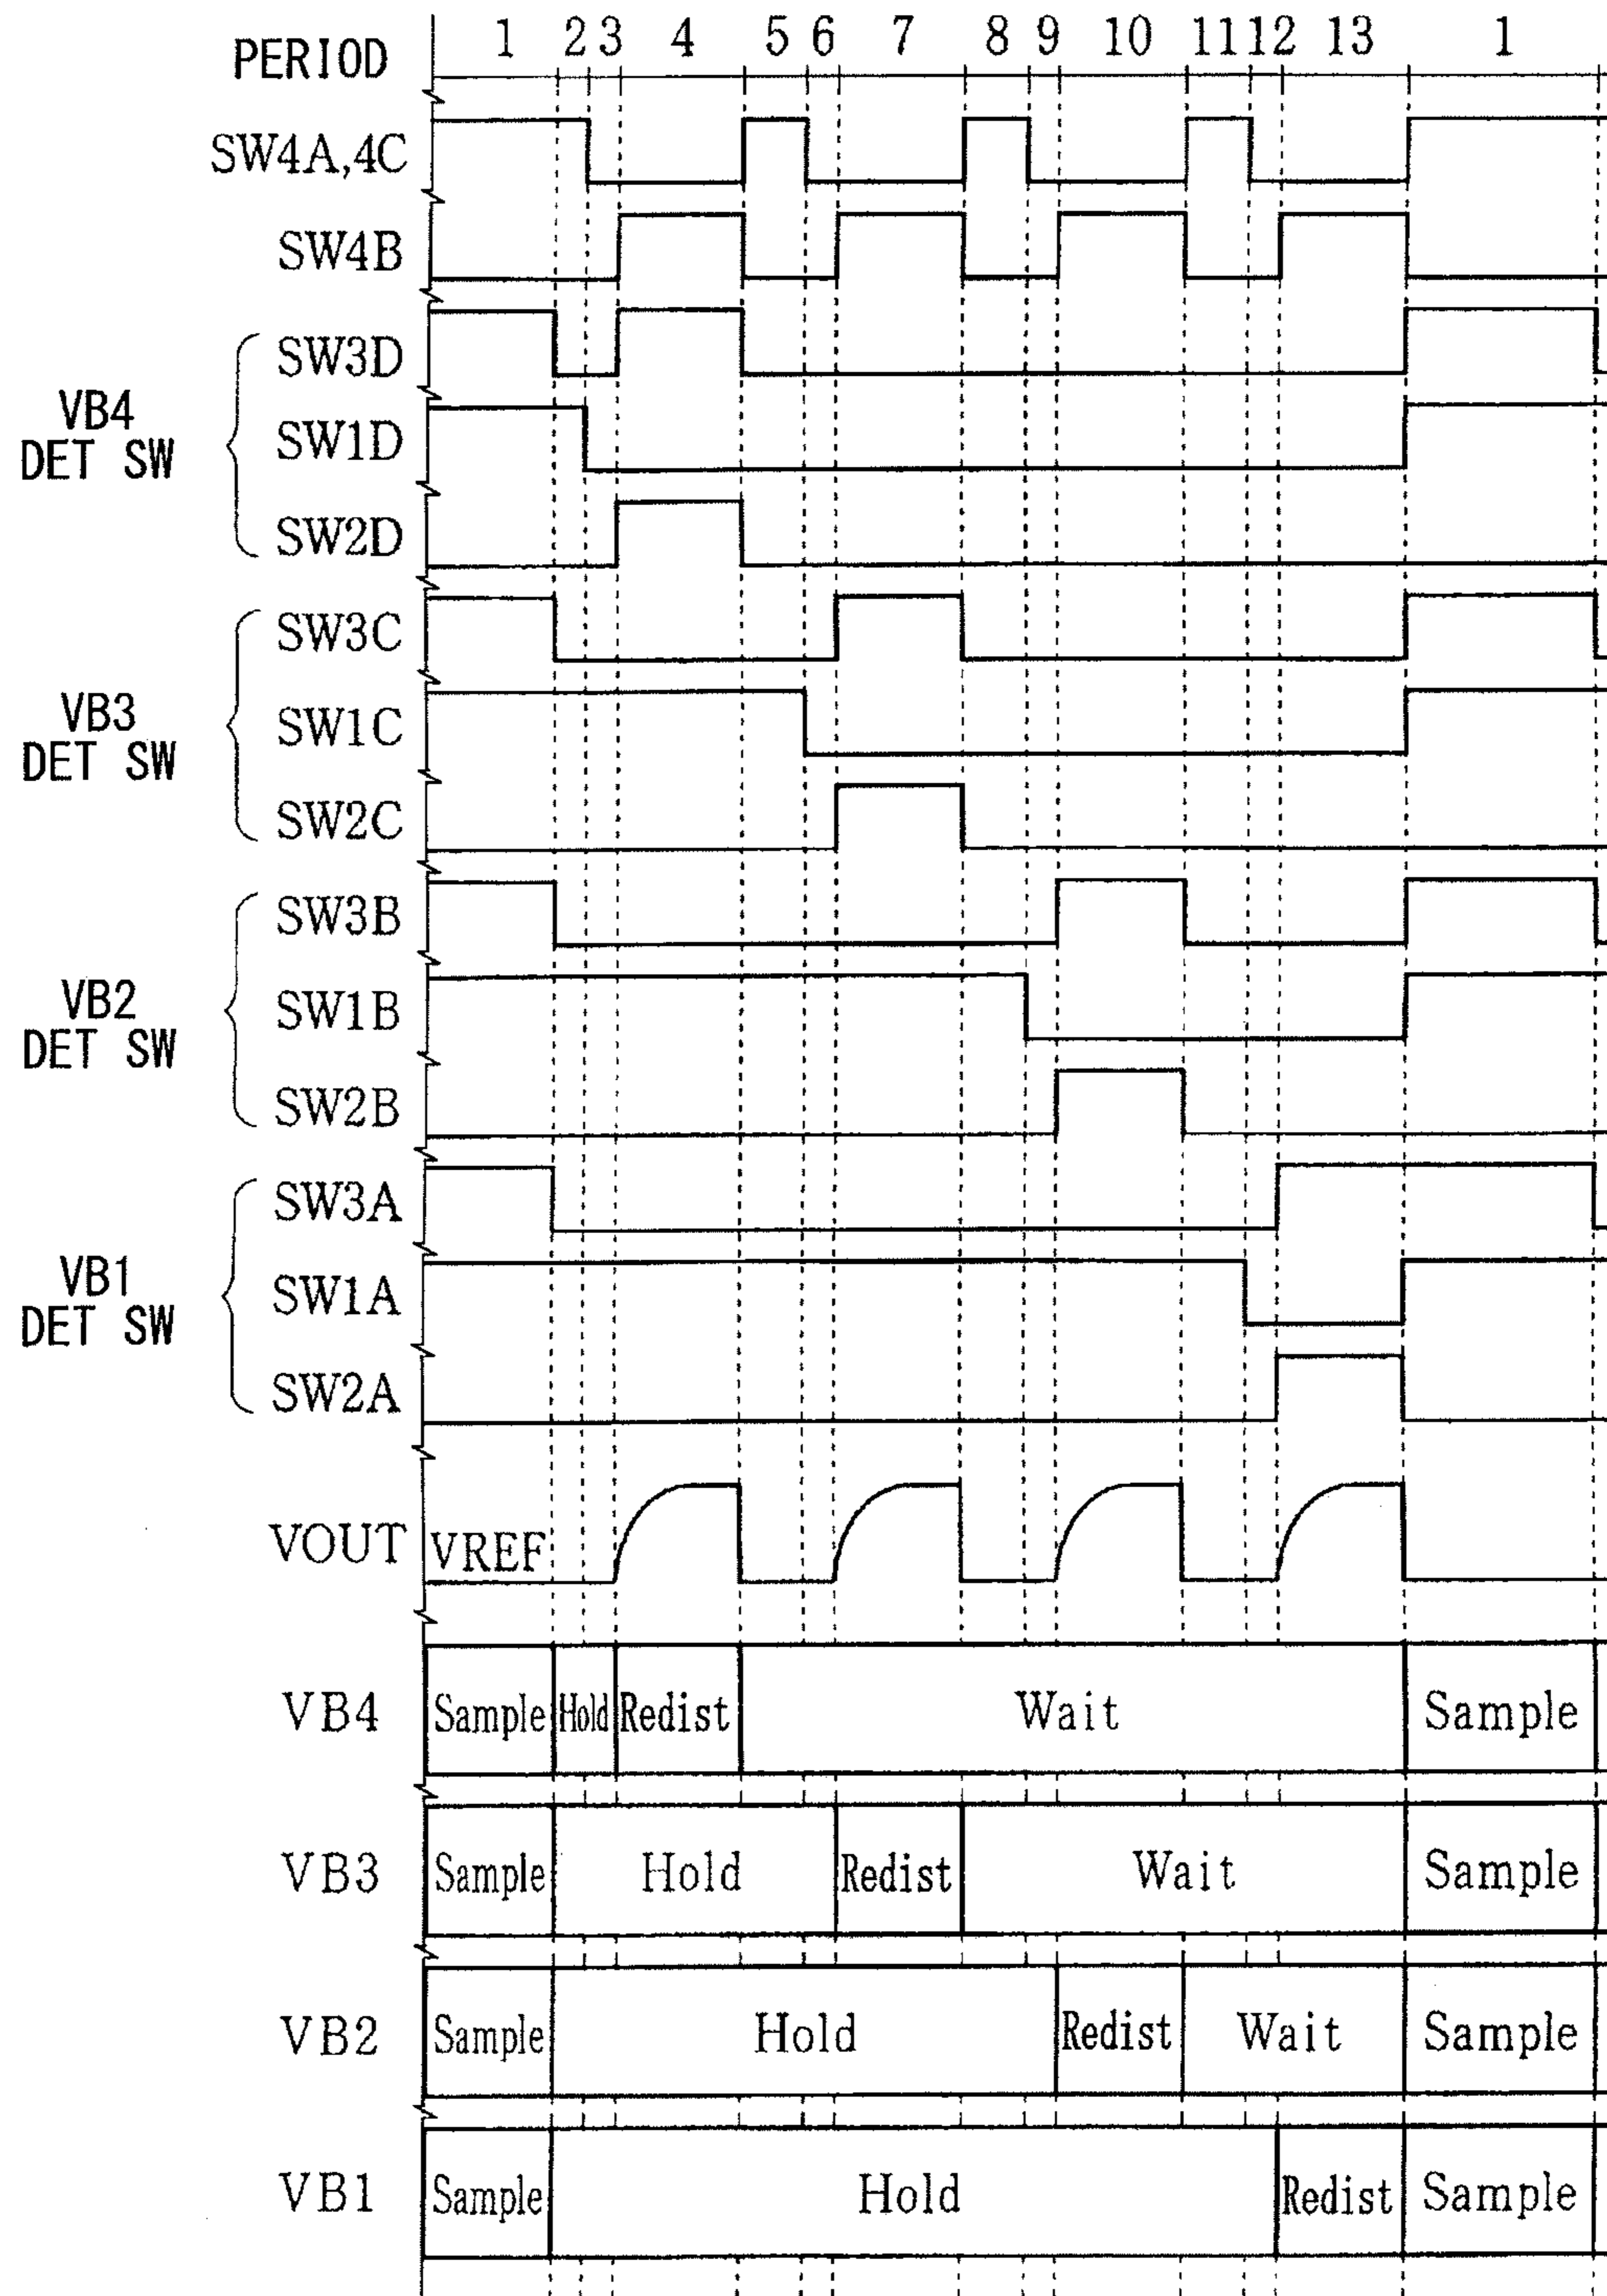 PERIOD 1 2 3 4 5 6 7 8 9 10 11 12 13 1
SW4A,4C
SW4B
VB4
DET SW
SW3D
SW1D
SW2D
VB3
DET SW
SW3C
SW1C
SW2C
VB2
DET SW
SW3B
SW1B
SW2B
VB1
DET SW
SW3A
SW1A
SW2A
VOUT VREF
VB4 Sample Hold Redist Wait Sample
VB3 Sample Hold Redist Wait Sample
VB2 Sample Hold Redist Wait Sample
VB1 Sample Hold Redist Sample